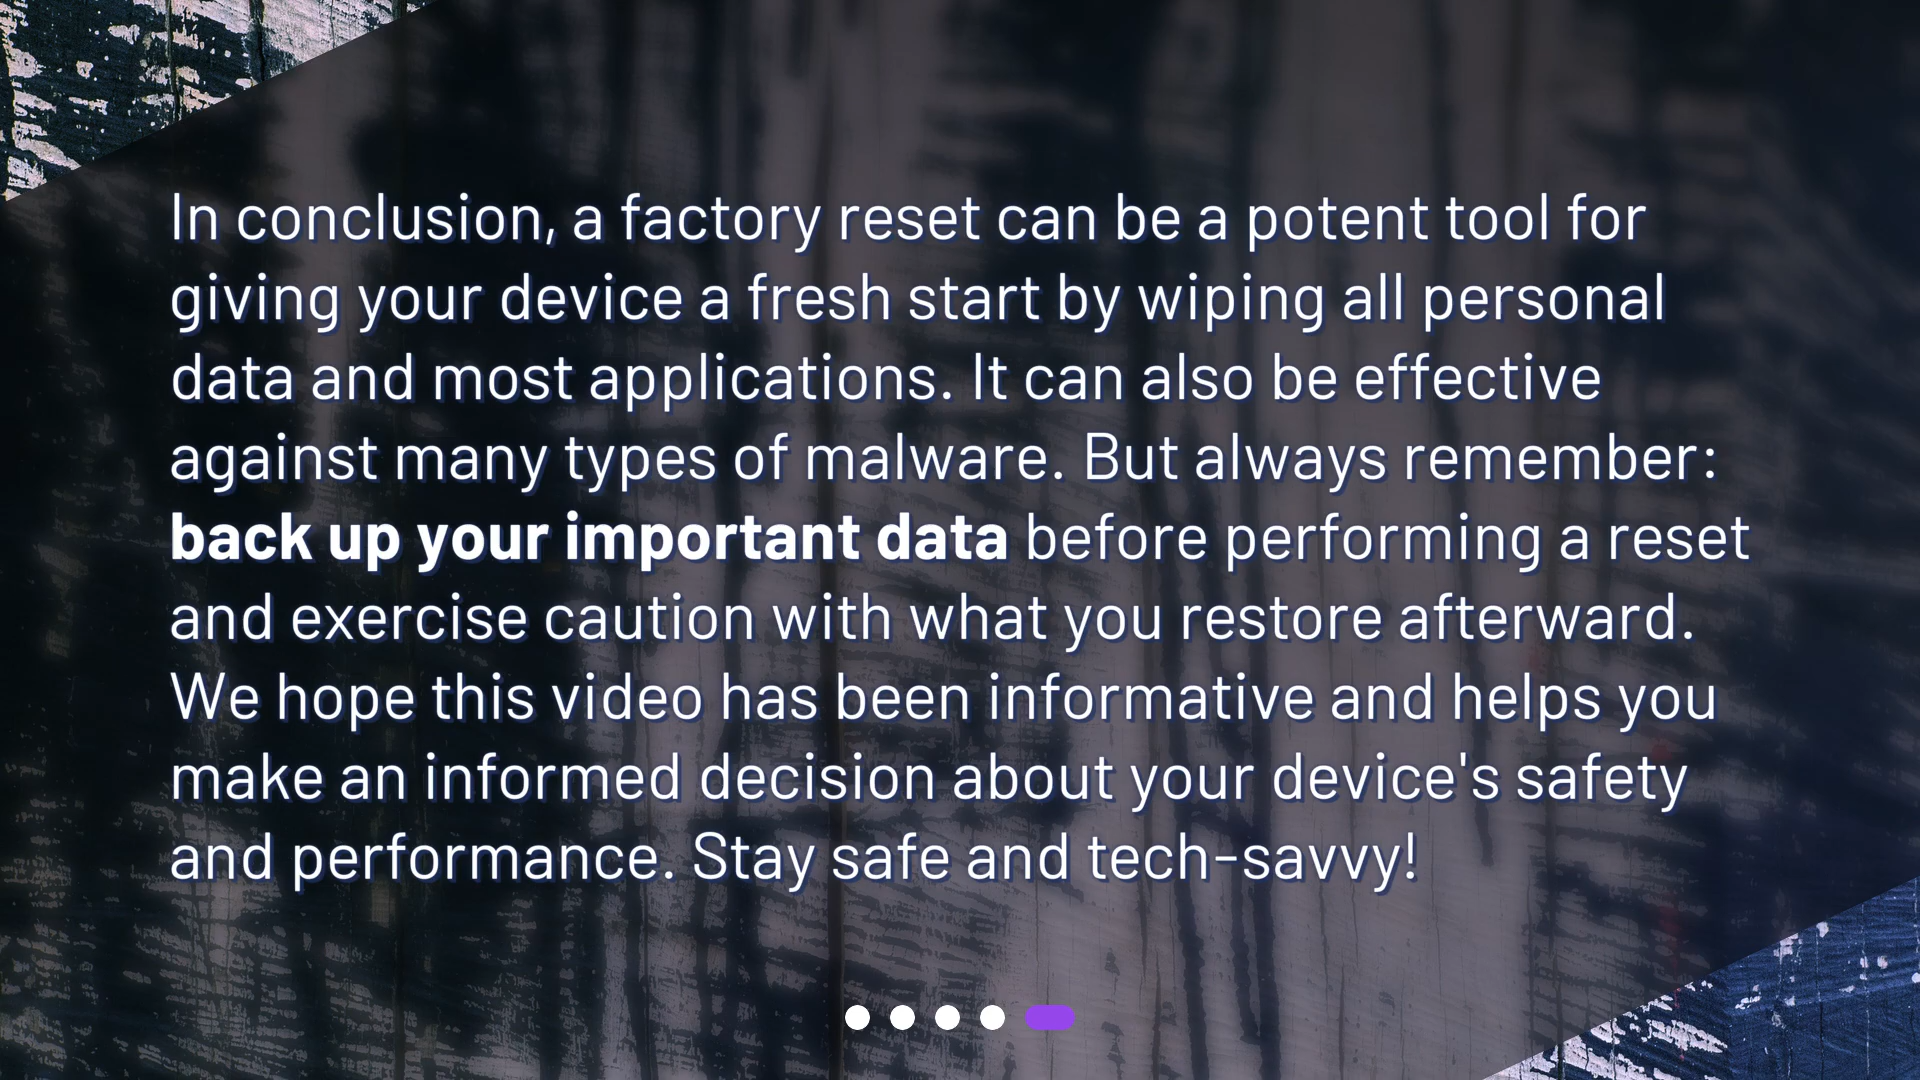 In conclusion, a factory reset can be a potent tool for
giving your device a fresh start by wiping all personal
data and most applications. It can also be effective
against many types of malware. But always remember:
back up your important data before performing a reset
and exercise caution with what you restore afterward.
We hope this video has been informative and helps you
make an informed decision about your device's safety
and performance. Stay safe and tech-savvy!